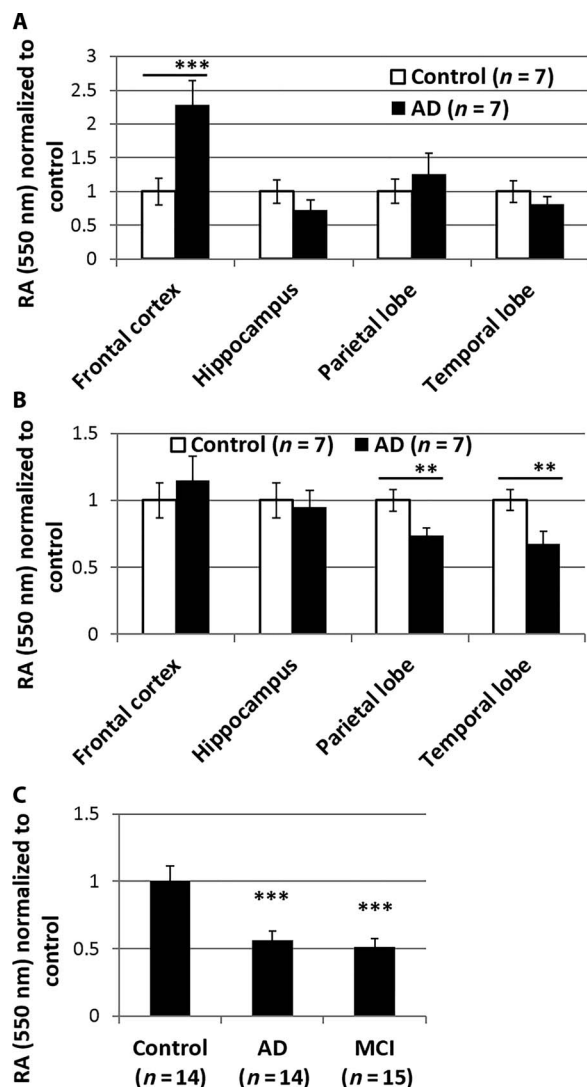 A
RA (550 nm) normalized to
control
3
2.5
2
1.5
1
0.5
0
***
Control (n = 7)
AD (n = 7)
Frontal cortex
Hippocampus
Parietal lobe
Temporal lobe
B
RA (550 nm) normalized to
control
1.5
1
0.5
0
Control (n = 7) AD (n = 7)
** **
Frontal cortex
Hippocampus
Parietal lobe
Temporal lobe
C
RA (550 nm) normalized to
control
1.5
1
0.5
0
*** ***
Control AD MCI
(n = 14) (n = 14) (n = 15)